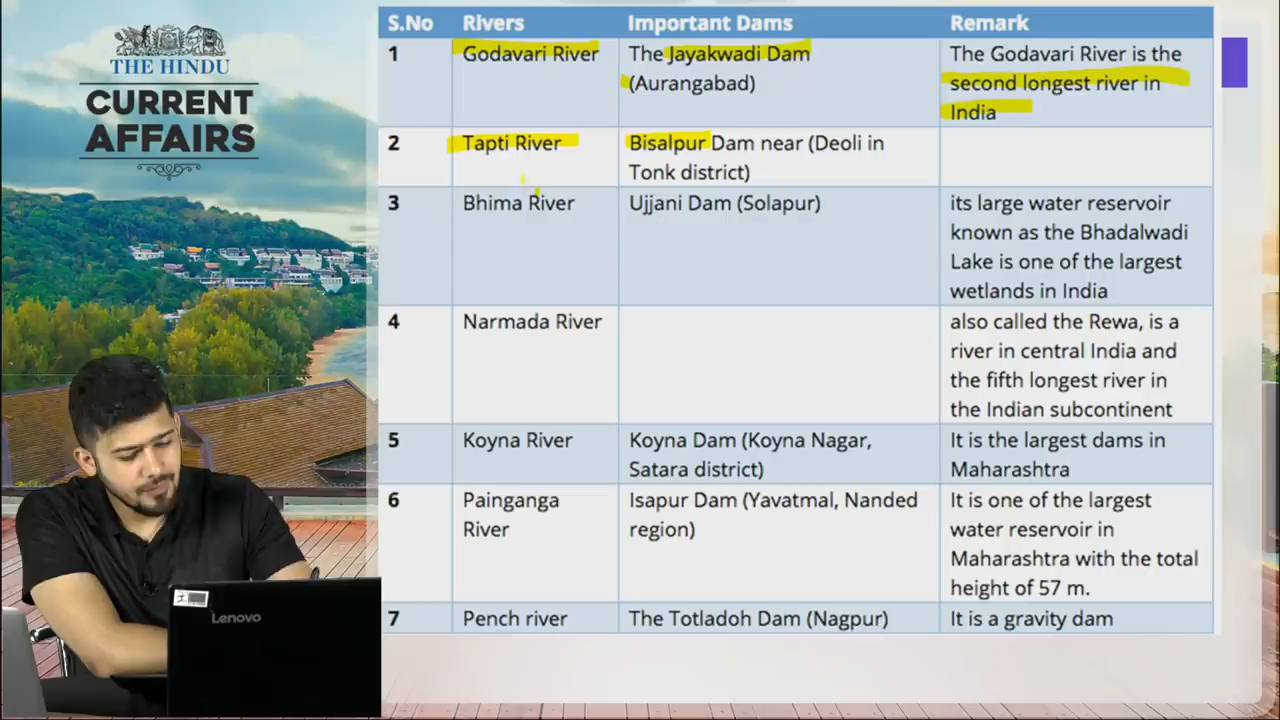 THE HINDU
CURRENT
AFFAIRS
S.No Rivers Important Dams Remark
1 Godavari River The Jayakwadi Dam The Godavari River is the
(Aurangabad) second longest river in
India
2 Tapti River Bisalpur Dam near (Deoli in
Tonk district)
3 Bhima River Ujjani Dam (Solapur) its large water reservoir
known as the Bhadalwadi
Lake is one of the largest
wetlands in India
4 Narmada River also called the Rewa, is a
river in central India and
the fifth longest river in
the Indian subcontinent
5 Koyna River Koyna Dam (Koyna Nagar, It is the largest dams in
Satara district) Maharashtra
6 Painganga Isapur Dam (Yavatmal, Nanded It is one of the largest
River region) water reservoir in
Maharashtra with the total
height of 57 m.
7 Pench river The Totladoh Dam (Nagpur) It is a gravity dam
Lenovo